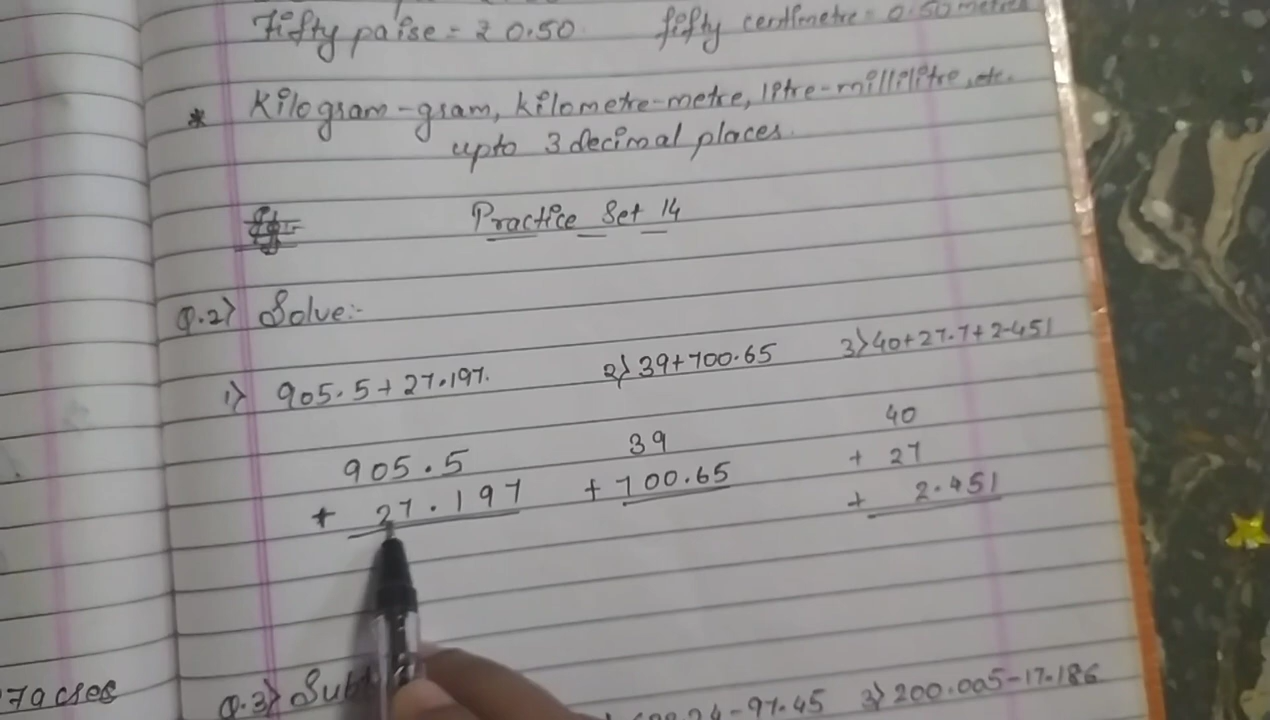 Fifty paise = ₹ 0.50 fifty centimetre = 0.50 metre
* Kilogram-gram, kilometre-metre, litre-millilitre, etc.
upto 3 decimal places.
Practice Set 14
Q.2) Solve:-
1) 905.5 + 27.197. 2) 39+700.65 3) 40+27.7+2.451
905.5 39 40
+ 27.197 + 700.65 + 27
+ 2.451
Q.3)
-97.45 3) 200.005-17.186